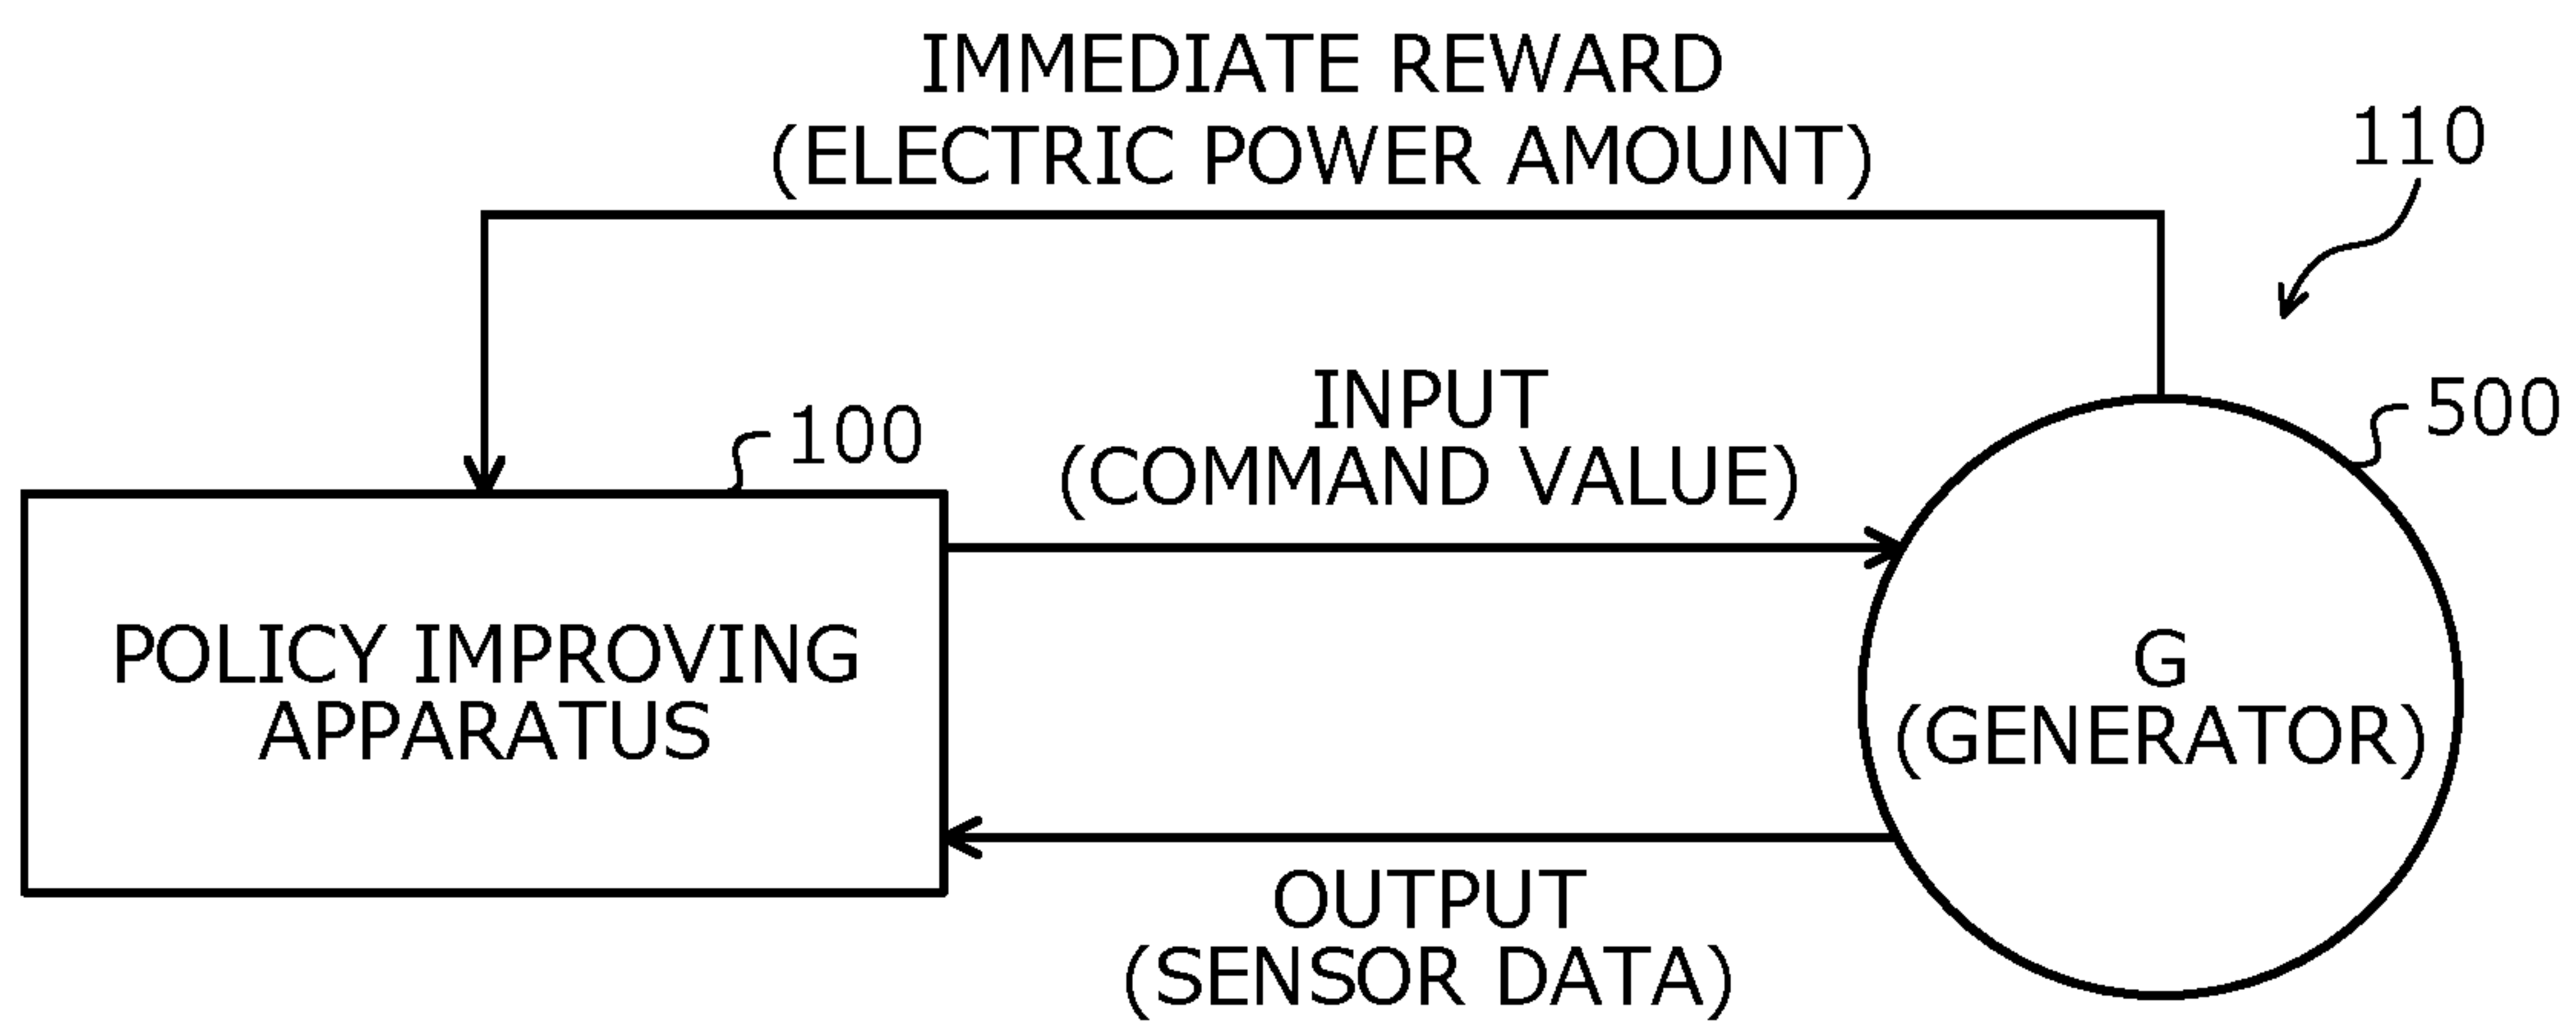 IMMEDIATE REWARD
(ELECTRIC POWER AMOUNT)
110
INPUT
(COMMAND VALUE)
100
500
POLICY IMPROVING
APPARATUS
G
(GENERATOR)
OUTPUT
(SENSOR DATA)